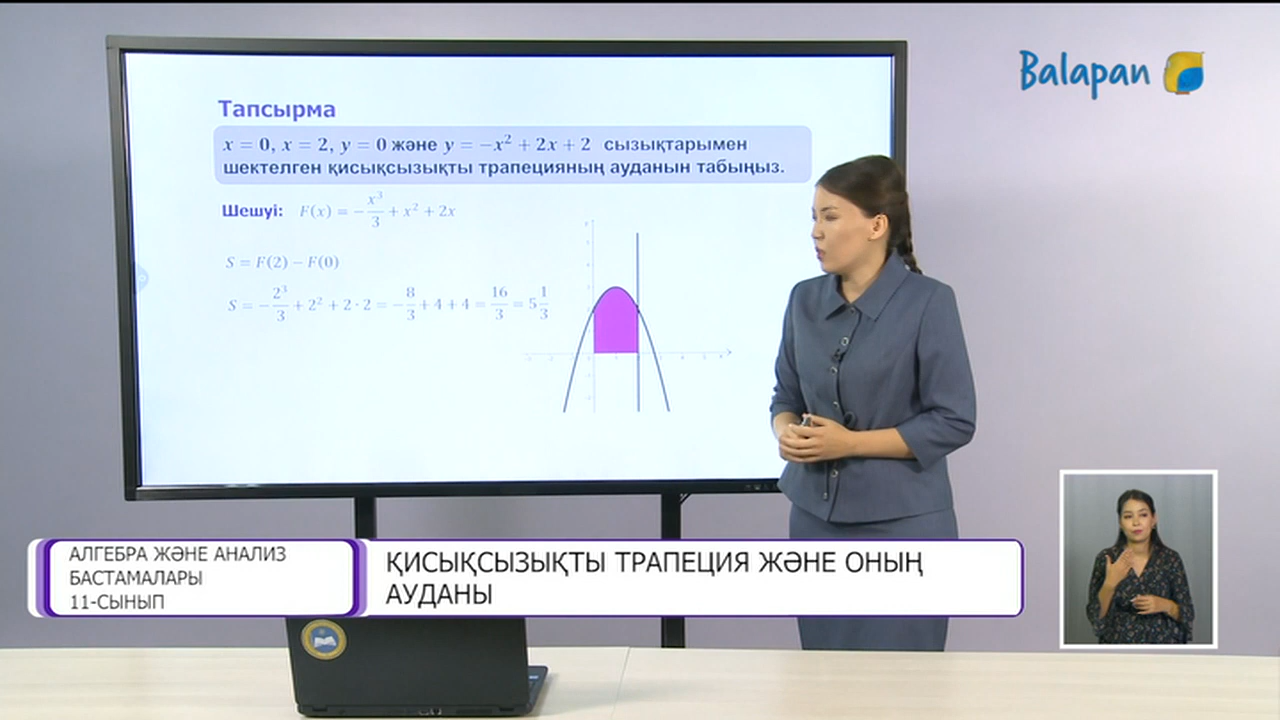 Balapan
Тапсырма
x = 0, x = 2, y = 0 және y = −x² + 2x + 2 сызықтарымен
шектелген қисықсызықты трапецияның ауданын табыңыз.
Шешуі: F(x) = −x³/3 + x² + 2x
S = F(2) − F(0)
S = −2³/3 + 2² + 2 · 2 = −8/3 + 4 + 4 = 16/3 = 5 1/3
АЛГЕБРА ЖӘНЕ АНАЛИЗ
БАСТАМАЛАРЫ
11-СЫНЫП
ҚИСЫҚСЫЗЫҚТЫ ТРАПЕЦИЯ ЖӘНЕ ОНЫҢ
АУДАНЫ